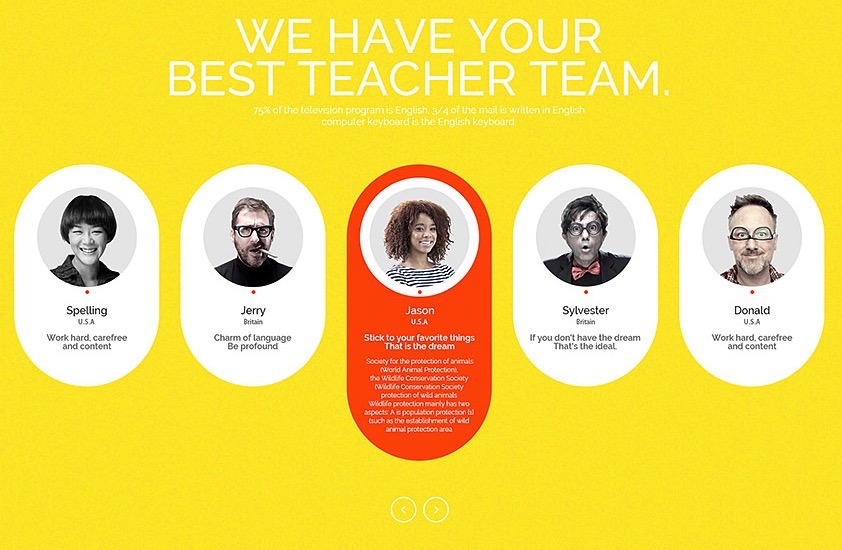 WE HAVE YOUR
BEST TEACHER TEAM.
75% of the television program is English, 3/4 of the mail is written in English
computer keyboard is the English keyboard
Spelling
U.S.A
Work hard, carefree
and content
Jerry
Britain
Charm of language
Be profound
Jason
U.S.A
Stick to your favorite things
That is the dream
Society for the protection of animals
(World Animal Protection),
the Wildlife Conservation Society
(Wildlife Conservation Society
protection of wild animals
Wildlife protection mainly has two
aspects: A is population protection [1]
(such as the establishment of wild
animal protection area
Sylvester
Britain
If you don't have the dream
That's the ideal.
Donald
U.S.A
Work hard, carefree
and content